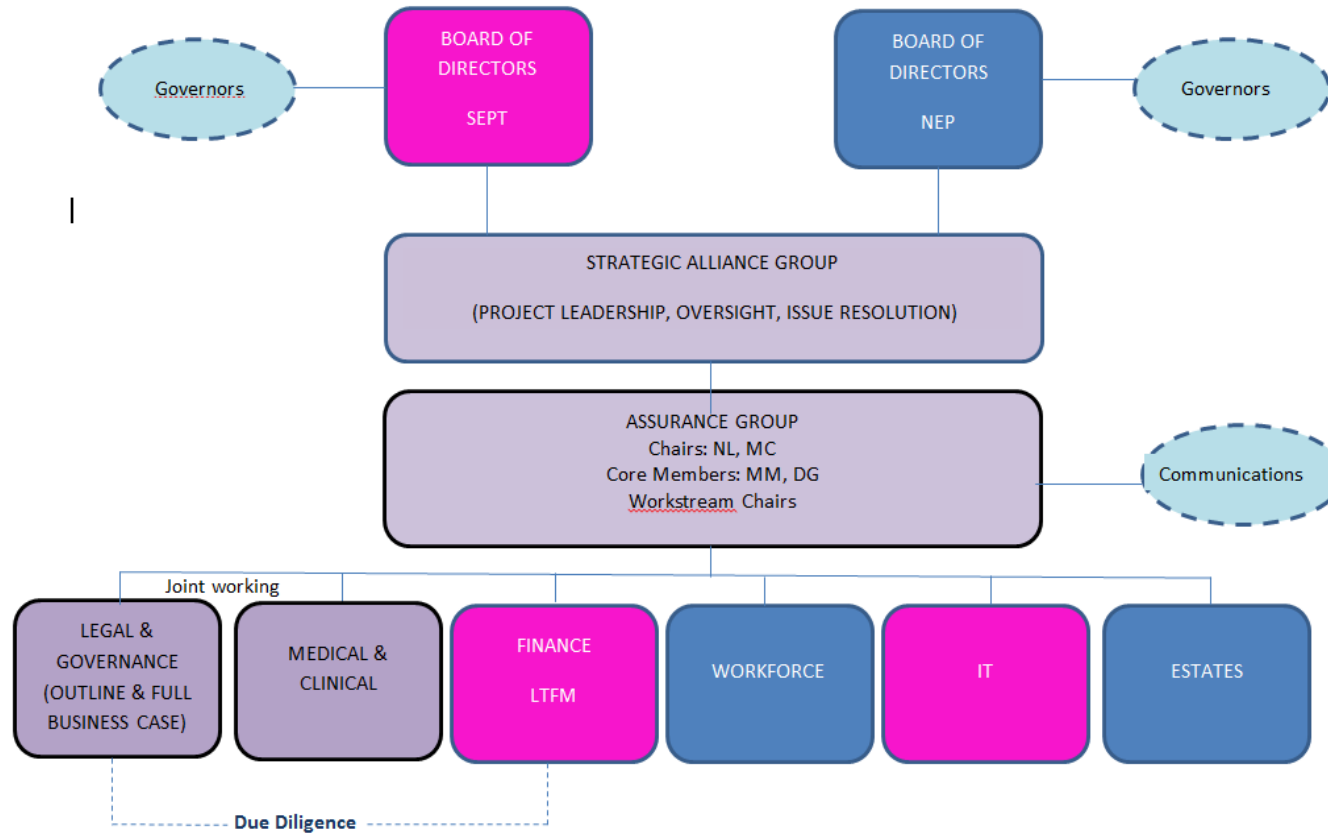 BOARD OF
DIRECTORS
SEPT
BOARD OF
DIRECTORS
NEP
Governors
Governors
STRATEGIC ALLIANCE GROUP
(PROJECT LEADERSHIP, OVERSIGHT, ISSUE RESOLUTION)
ASSURANCE GROUP
Chairs: NL, MC
Core Members: MM, DG
Workstream Chairs
Communications
Joint working
LEGAL &
GOVERNANCE
(OUTLINE & FULL
BUSINESS CASE)
MEDICAL &
CLINICAL
FINANCE
LTFM
WORKFORCE
IT
ESTATES
Due Diligence